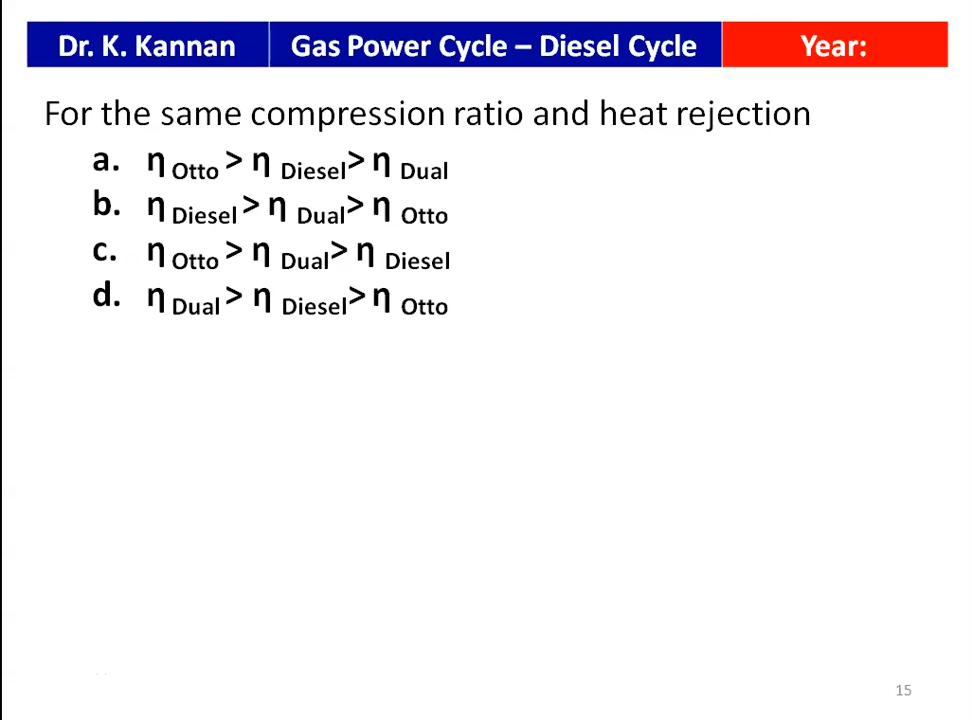 Dr. K. Kannan Gas Power Cycle – Diesel Cycle Year:
For the same compression ratio and heat rejection
a. η Otto > η Diesel> η Dual
b. η Diesel > η Dual> η Otto
c. η Otto > η Dual> η Diesel
d. η Dual > η Diesel> η Otto
15